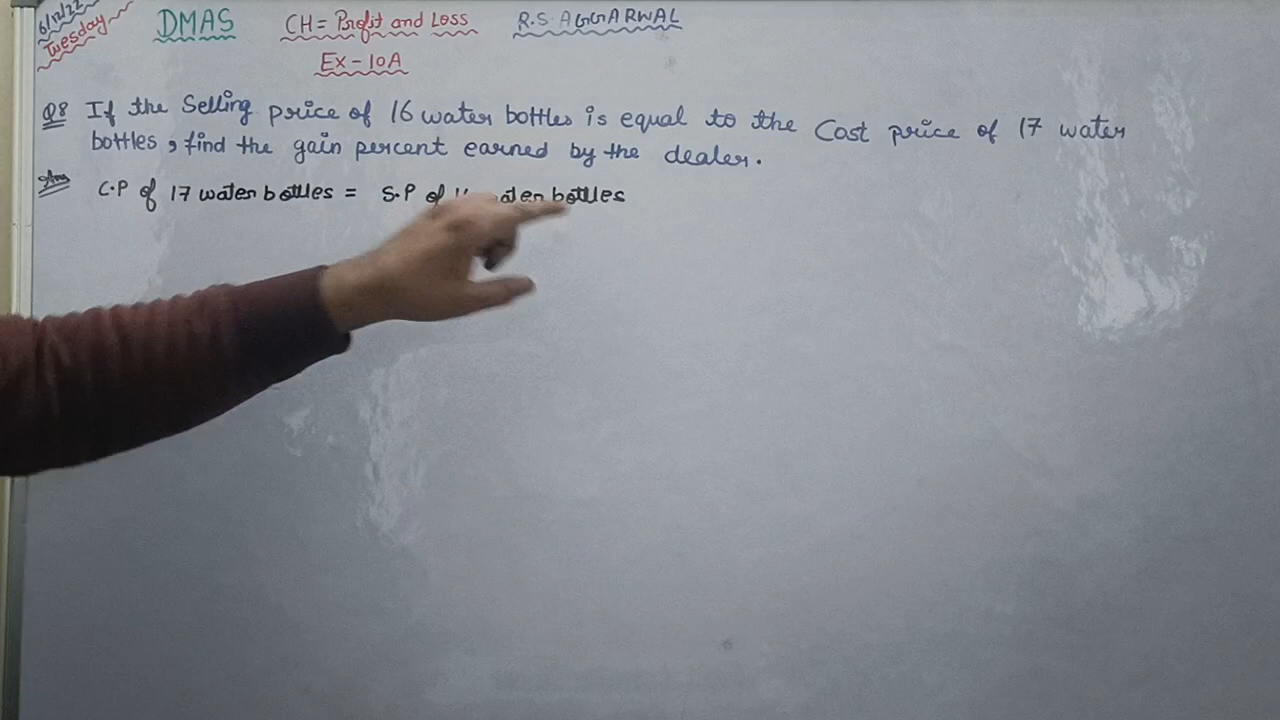 6/12/22
Tuesday
DMAS CH= Profit and Loss R.S. AGGARWAL
Ex-10A
Q8 If the Selling price of 16 water bottles is equal to the Cost price of 17 water
bottles, find the gain percent earned by the dealer.
Ans C.P of 17 water bottles = S.P of bottles